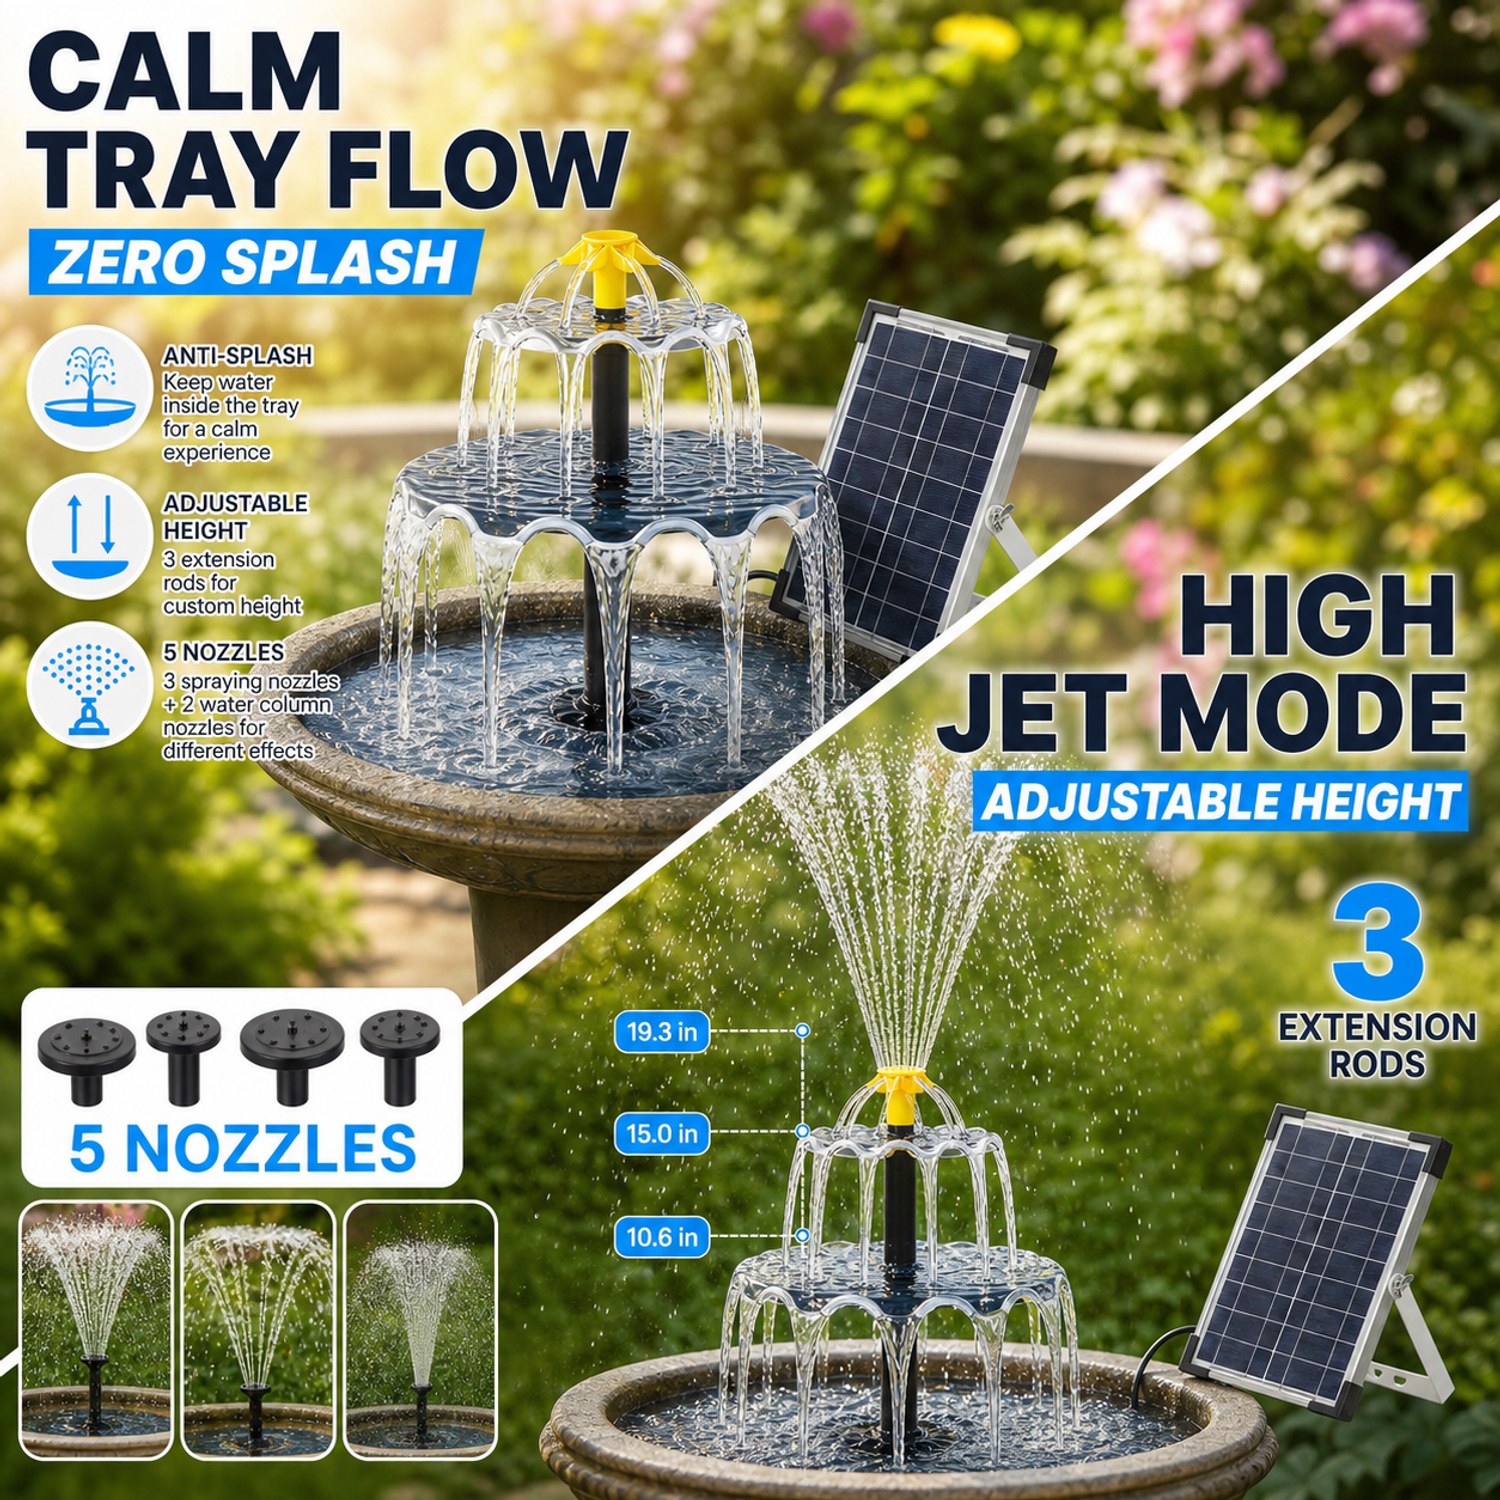 CALM
TRAY FLOW
ZERO SPLASH
ANTI-SPLASH
Keep water
inside the tray
for a calm
experience
ADJUSTABLE
HEIGHT
3 extension
rods for
custom height
5 NOZZLES
3 spraying nozzles
+ 2 water column
nozzles for
different effects
HIGH
JET MODE
ADJUSTABLE HEIGHT
3
EXTENSION
RODS
19.3 in
15.0 in
10.6 in
5 NOZZLES